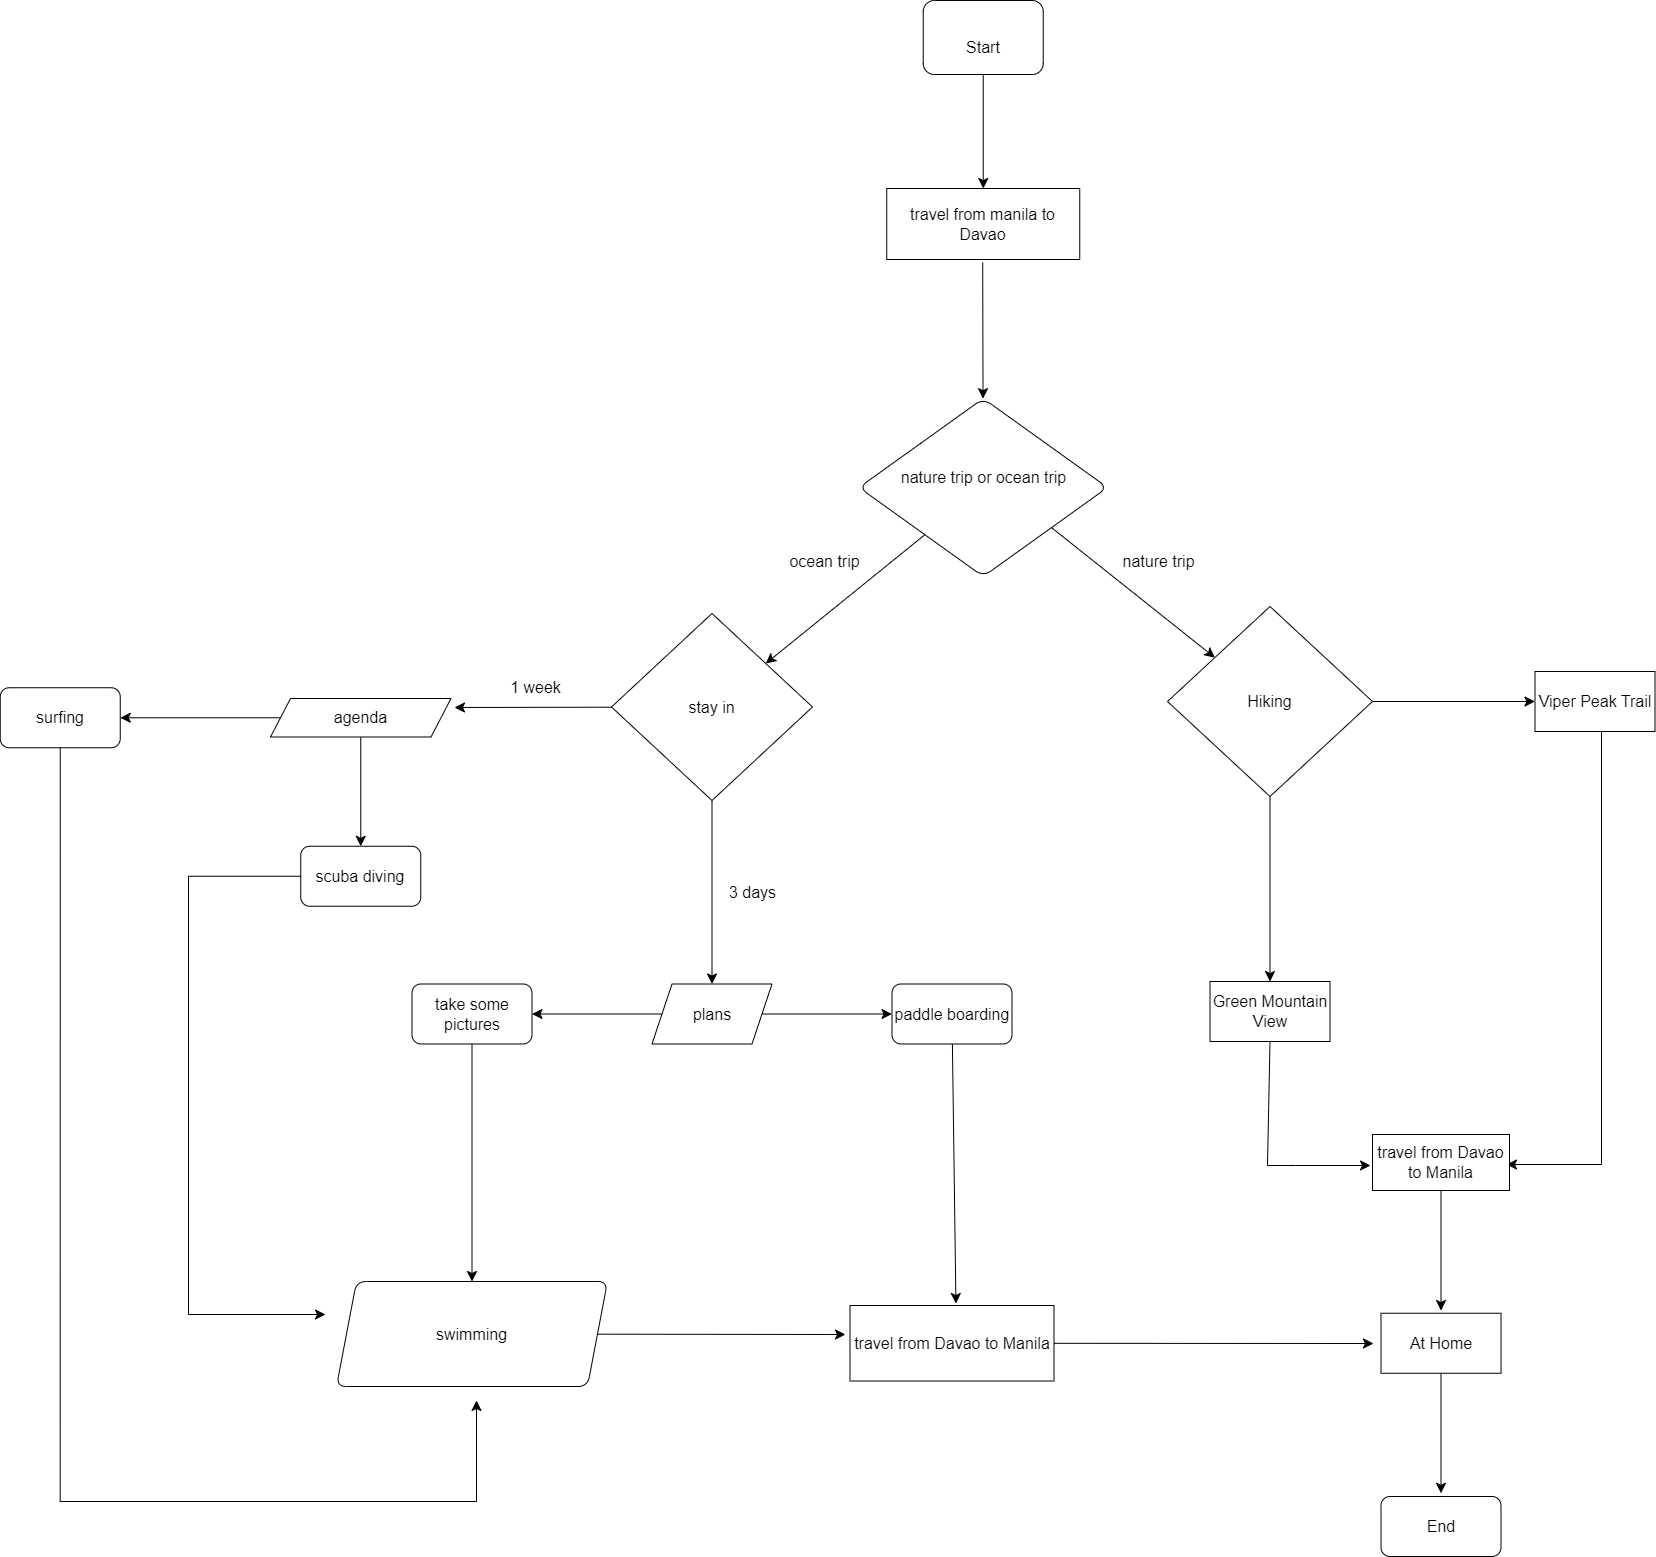 Start
travel from manila to
Davao
nature trip or ocean trip
ocean trip
nature trip
1 week
surfing
agenda
stay in
Hiking
Viper Peak Trail
scuba diving
3 days
take some
pictures
plans
paddle boarding
Green Mountain
View
travel from Davao
to Manila
swimming
travel from Davao to Manila
At Home
End